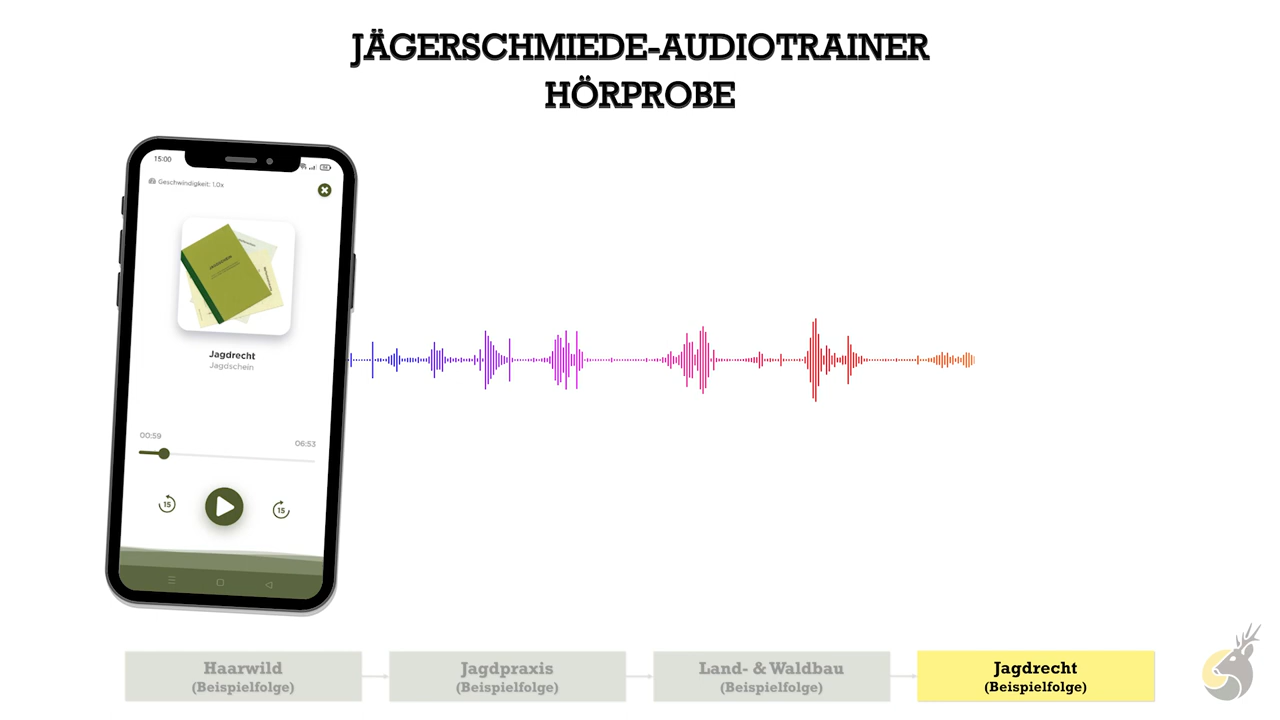 JÄGERSCHMIEDE-AUDIOTRAINER
HÖRPROBE
15:00
Geschwindigkeit: 1.0x
JAGDSCHEIN
Jagdrecht
Jagdschein
00:59
06:53
15
15
Haarwild
(Beispielfolge)
Jagdpraxis
(Beispielfolge)
Land- & Waldbau
(Beispielfolge)
Jagdrecht
(Beispielfolge)